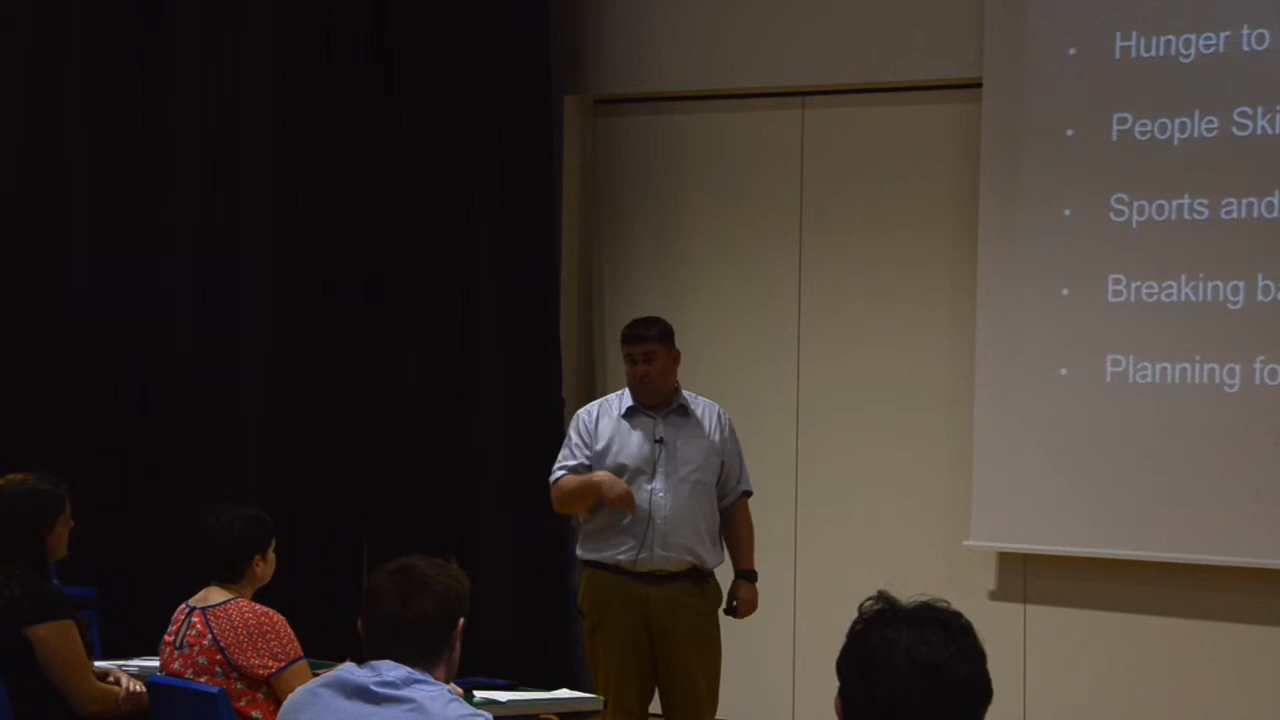 Hunger to
People Ski
Sports and
Breaking ba
Planning fo